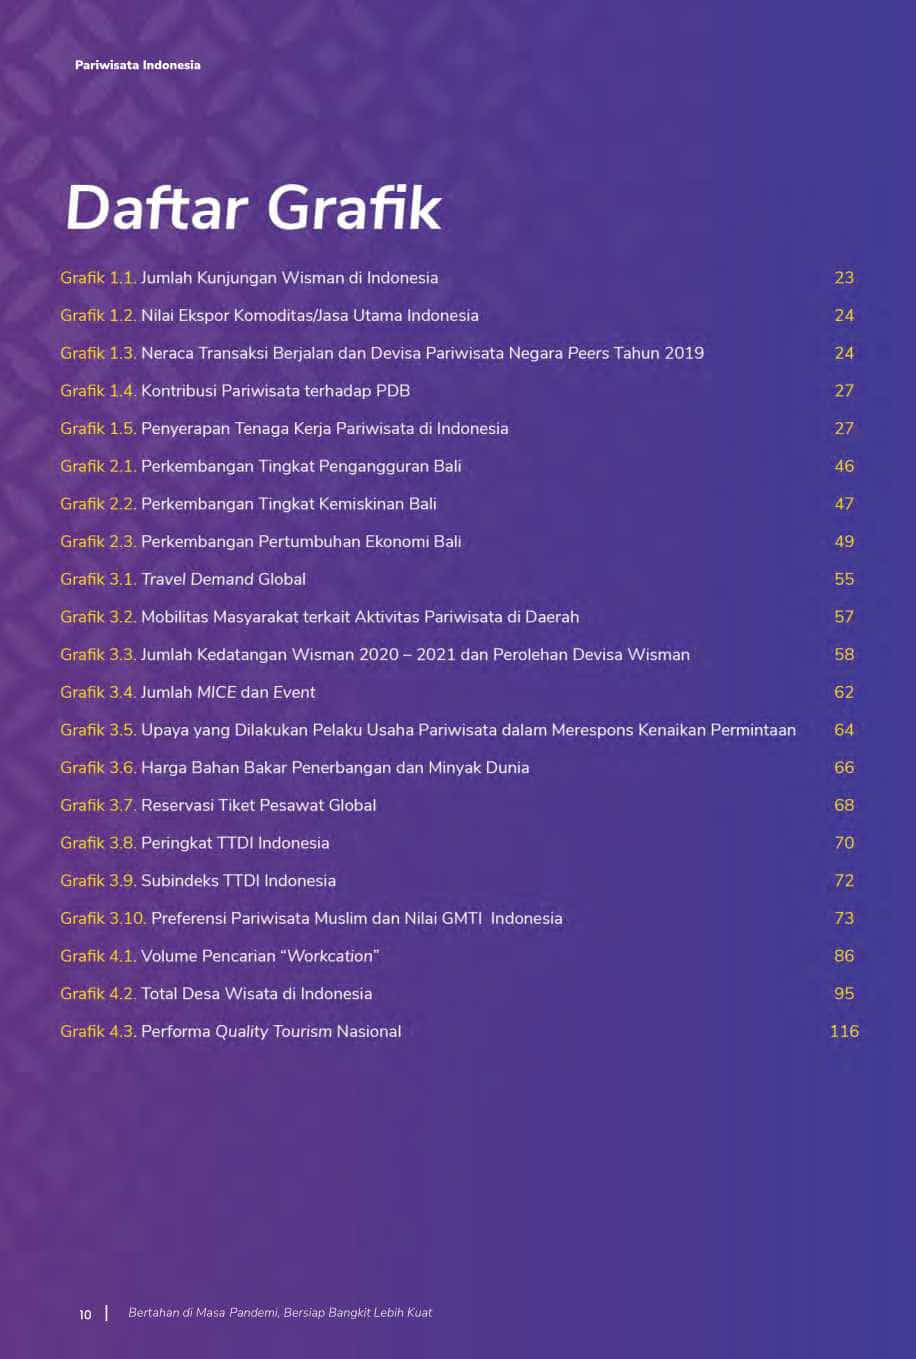 Pariwisata Indonesia
Daftar Grafik
Grafik 1.1. Jumlah Kunjungan Wisman di Indonesia 23
Grafik 1.2. Nilai Ekspor Komoditas/Jasa Utama Indonesia 24
Grafik 1.3. Neraca Transaksi Berjalan dan Devisa Pariwisata Negara Peers Tahun 2019 24
Grafik 1.4. Kontribusi Pariwisata terhadap PDB 27
Grafik 1.5. Penyerapan Tenaga Kerja Pariwisata di Indonesia 27
Grafik 2.1. Perkembangan Tingkat Pengangguran Bali 46
Grafik 2.2. Perkembangan Tingkat Kemiskinan Bali 47
Grafik 2.3. Perkembangan Pertumbuhan Ekonomi Bali 49
Grafik 3.1. Travel Demand Global 55
Grafik 3.2. Mobilitas Masyarakat terkait Aktivitas Pariwisata di Daerah 57
Grafik 3.3. Jumlah Kedatangan Wisman 2020 – 2021 dan Perolehan Devisa Wisman 58
Grafik 3.4. Jumlah MICE dan Event 62
Grafik 3.5. Upaya yang Dilakukan Pelaku Usaha Pariwisata dalam Merespons Kenaikan Permintaan 64
Grafik 3.6. Harga Bahan Bakar Penerbangan dan Minyak Dunia 66
Grafik 3.7. Reservasi Tiket Pesawat Global 68
Grafik 3.8. Peringkat TTDI Indonesia 70
Grafik 3.9. Subindeks TTDI Indonesia 72
Grafik 3.10. Preferensi Pariwisata Muslim dan Nilai GMTI Indonesia 73
Grafik 4.1. Volume Pencarian “Workcation” 86
Grafik 4.2. Total Desa Wisata di Indonesia 95
Grafik 4.3. Performa Quality Tourism Nasional 116
10 | Bertahan di Masa Pandemi, Bersiap Bangkit Lebih Kuat